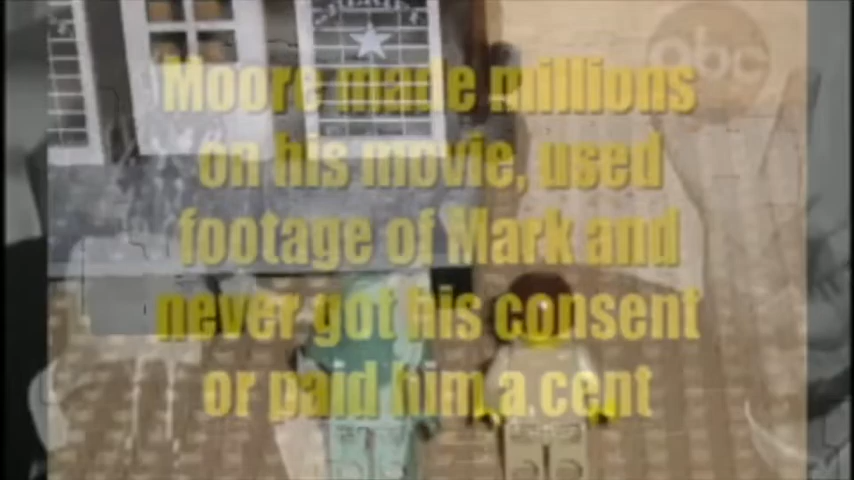 abc
Moore made millions
on his movie, used
footage of Mark and
never got his consent
or paid him a cent